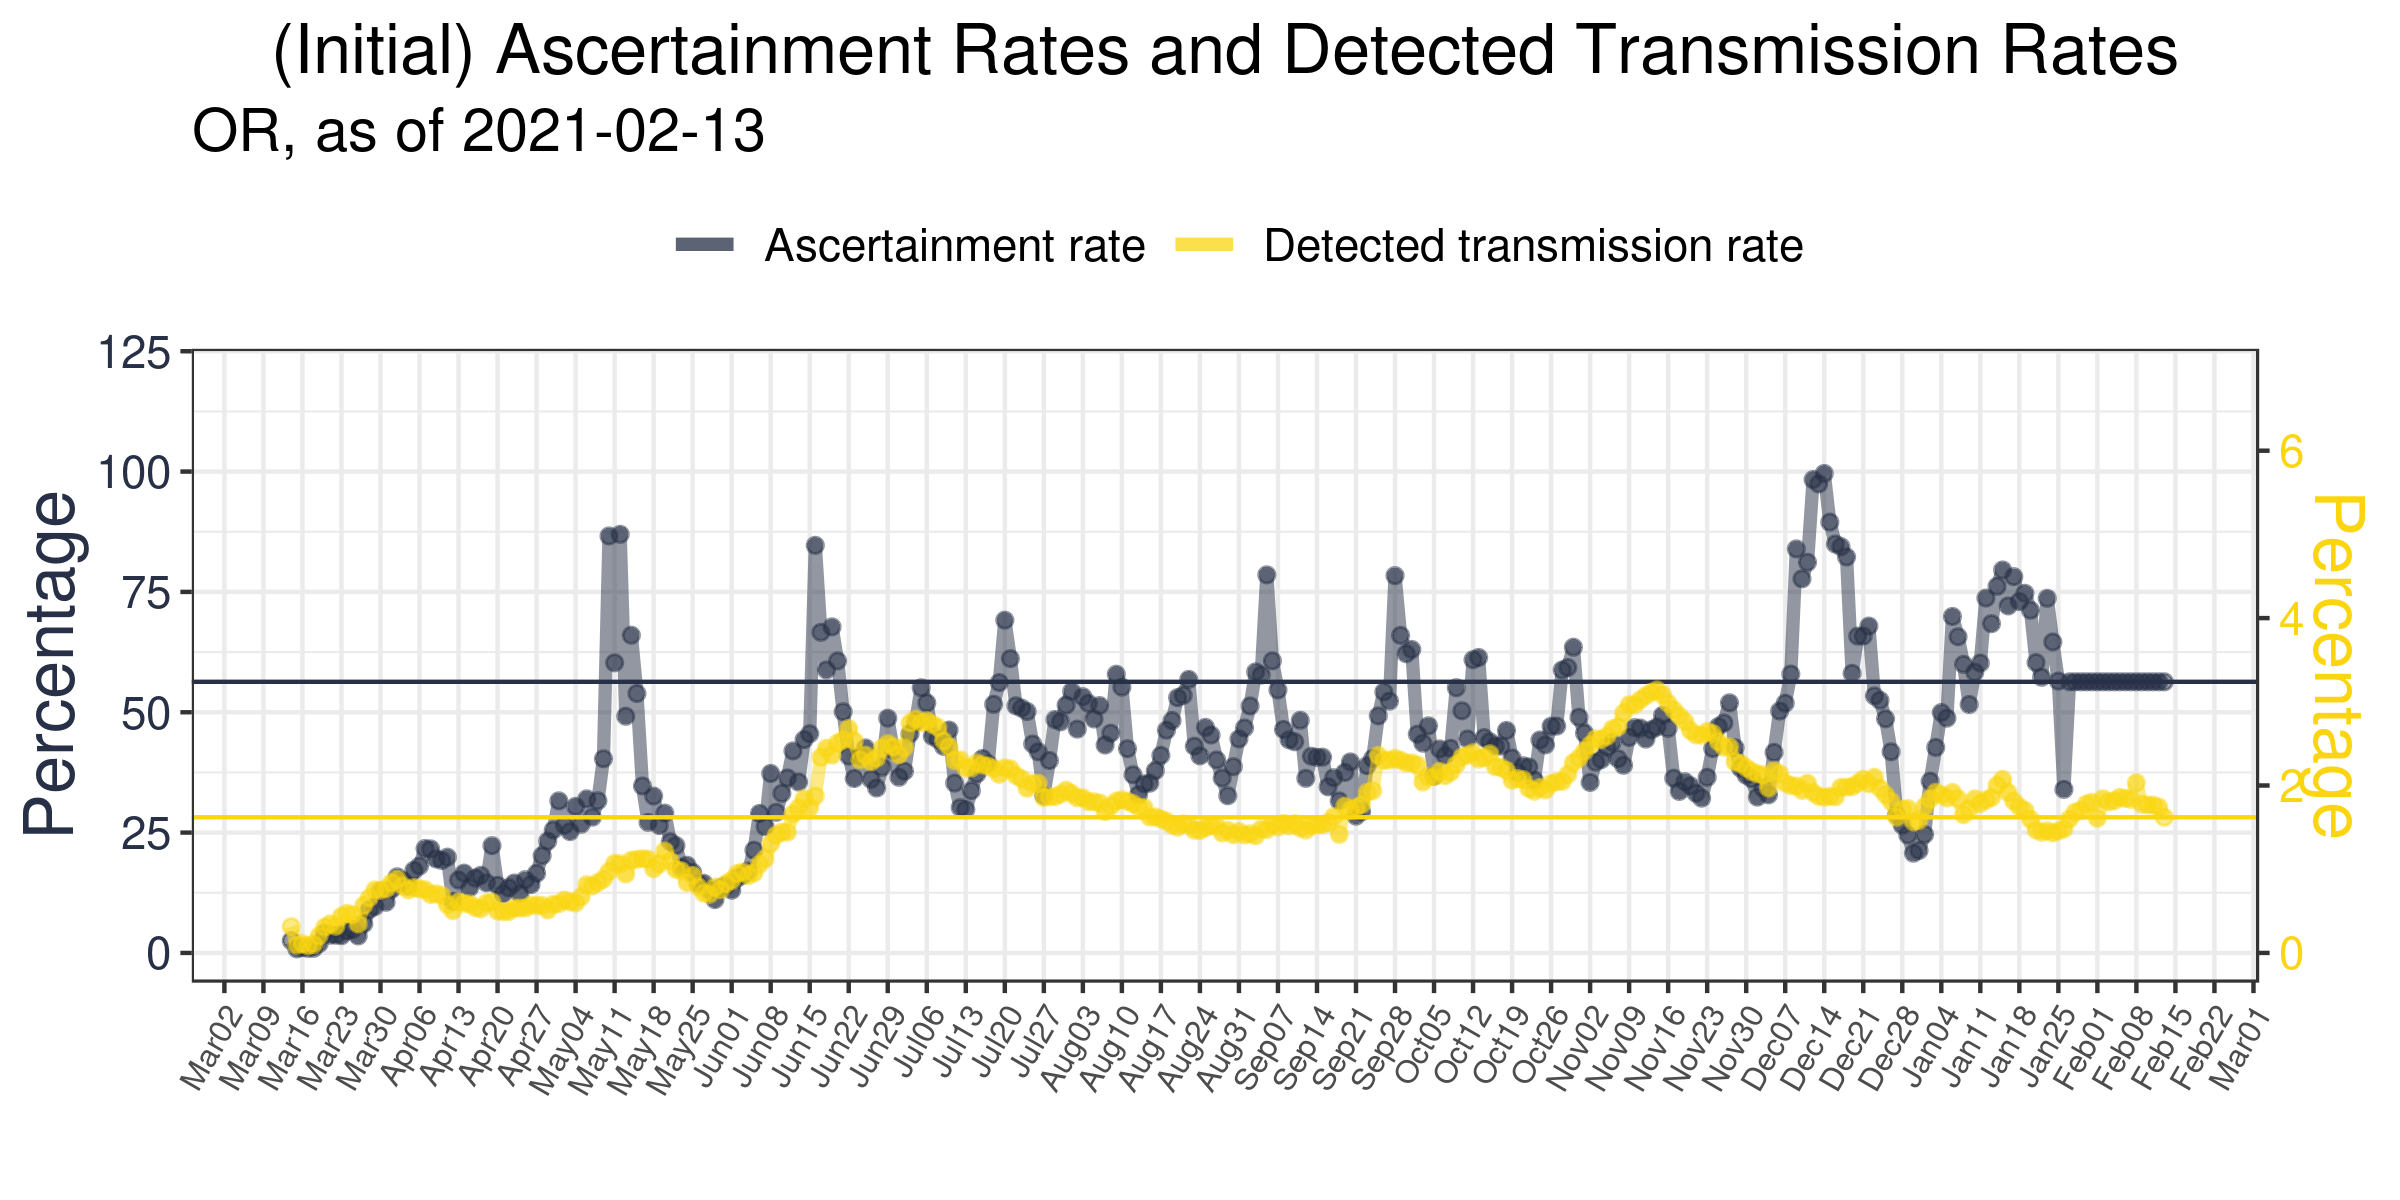 (Initial) Ascertainment Rates and Detected Transmission Rates
OR, as of 2021-02-13
Ascertainment rate
Detected transmission rate
Percentage
125
100
75
50
25
0
6
4
2
0
Percentage
Mar02
Mar09
Mar16
Mar23
Mar30
Apr06
Apr13
Apr20
Apr27
May04
May11
May18
May25
Jun01
Jun08
Jun15
Jun22
Jun29
Jul06
Jul13
Jul20
Jul27
Aug03
Aug10
Aug17
Aug24
Aug31
Sep07
Sep14
Sep21
Sep28
Oct05
Oct12
Oct19
Oct26
Nov02
Nov09
Nov16
Nov23
Nov30
Dec07
Dec14
Dec21
Dec28
Jan04
Jan11
Jan18
Jan25
Feb01
Feb08
Feb15
Feb22
Mar01